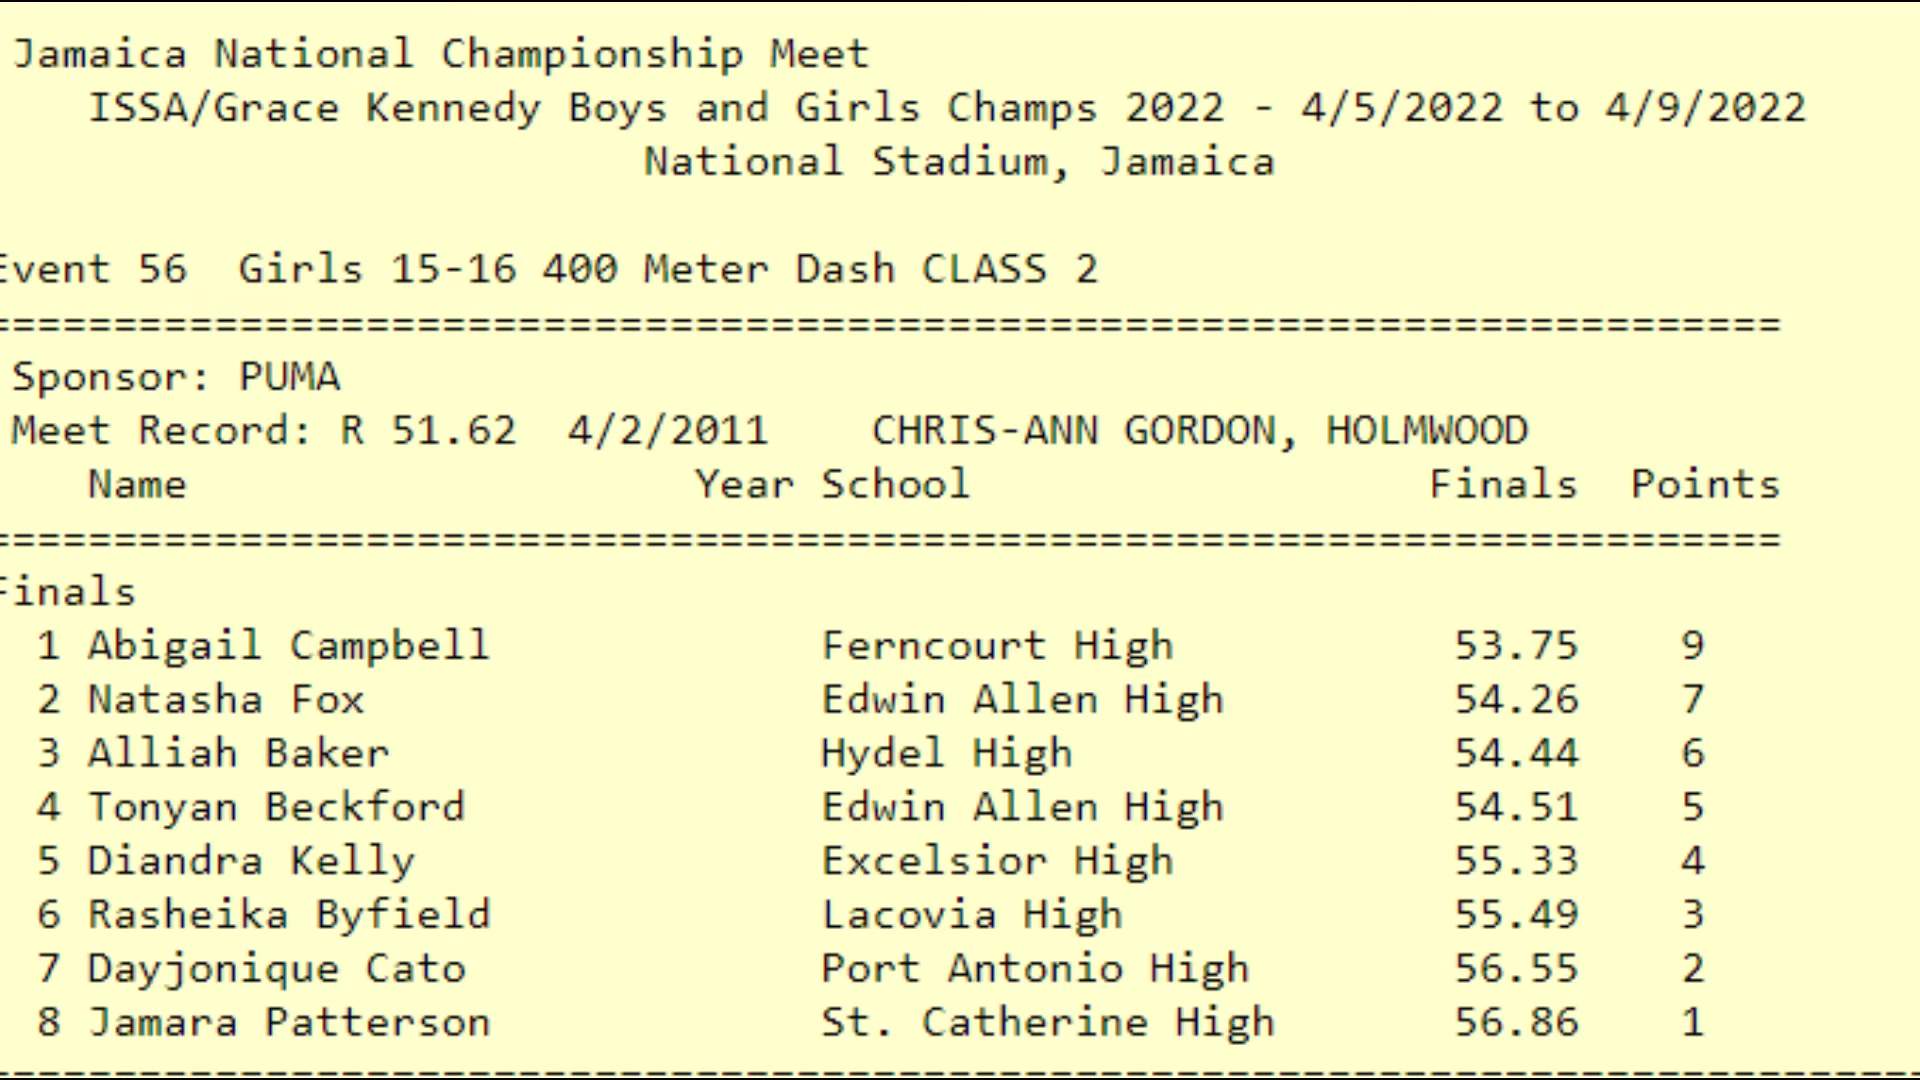 Jamaica National Championship Meet
ISSA/Grace Kennedy Boys and Girls Champs 2022 - 4/5/2022 to 4/9/2022
National Stadium, Jamaica
Event 56 Girls 15-16 400 Meter Dash CLASS 2
=======================================================================
Sponsor: PUMA
Meet Record: R 51.62 4/2/2011 CHRIS-ANN GORDON, HOLMWOOD
Name Year School Finals Points
=======================================================================
Finals
1 Abigail Campbell Ferncourt High 53.75 9
2 Natasha Fox Edwin Allen High 54.26 7
3 Alliah Baker Hydel High 54.44 6
4 Tonyan Beckford Edwin Allen High 54.51 5
5 Diandra Kelly Excelsior High 55.33 4
6 Rasheika Byfield Lacovia High 55.49 3
7 Dayjonique Cato Port Antonio High 56.55 2
8 Jamara Patterson St. Catherine High 56.86 1